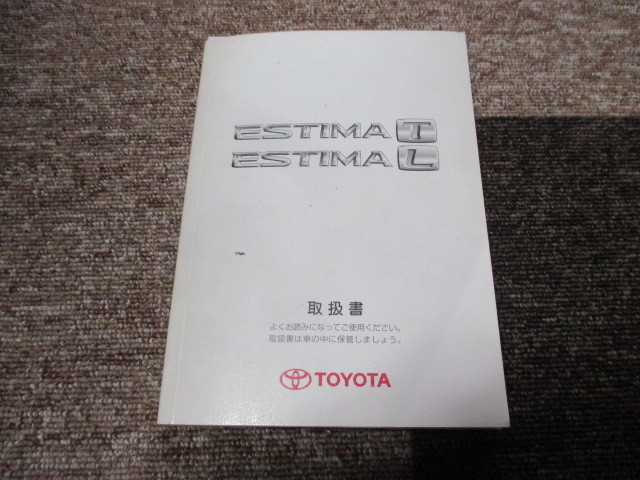 ESTIMA T
ESTIMA L
取扱書
よくお読みになってご使用ください。
取扱書は車の中に保管しましょう。
TOYOTA